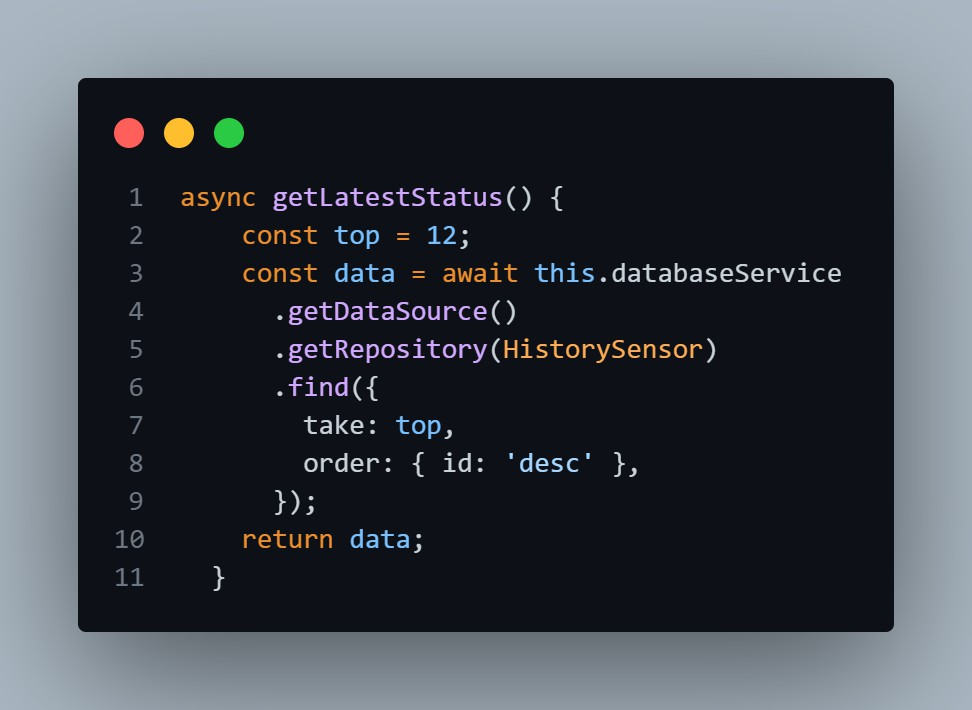 1 async getLatestStatus() {
2 const top = 12;
3 const data = await this.databaseService
4 .getDataSource()
5 .getRepository(HistorySensor)
6 .find({
7 take: top,
8 order: { id: 'desc' },
9 });
10 return data;
11 }